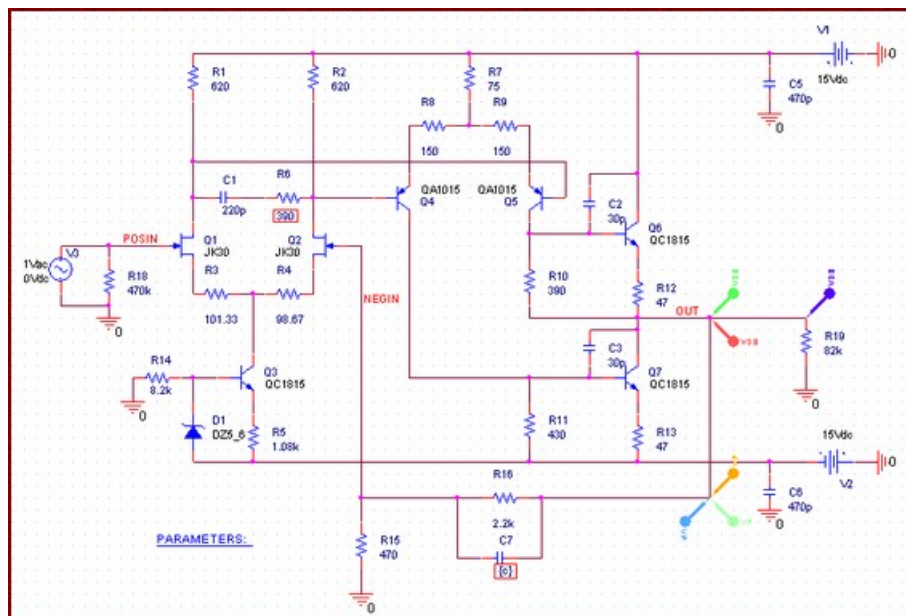 V1
0
15Vdc
R1
620
R2
620
R7
75
C5
470p
0
R8
150
R9
150
C1
220p
R6
390
QA1015
Q4
QA1015
Q5
C2
30p
Q6
QC1815
POSIN
Q1
JK30
Q2
JK30
V3
1Vac
0Vdc
R18
470k
0
R3
101.33
R4
98.67
NEGIN
R10
390
R12
47
OUT
R19
82k
0
C3
30p
Q7
QC1815
R14
8.2k
0
Q3
QC1815
D1
DZ5_6
R5
1.08k
R11
430
R13
47
15Vdc
0
V2
C6
470p
0
R16
2.2k
C7
{c}
R15
470
0
PARAMETERS: